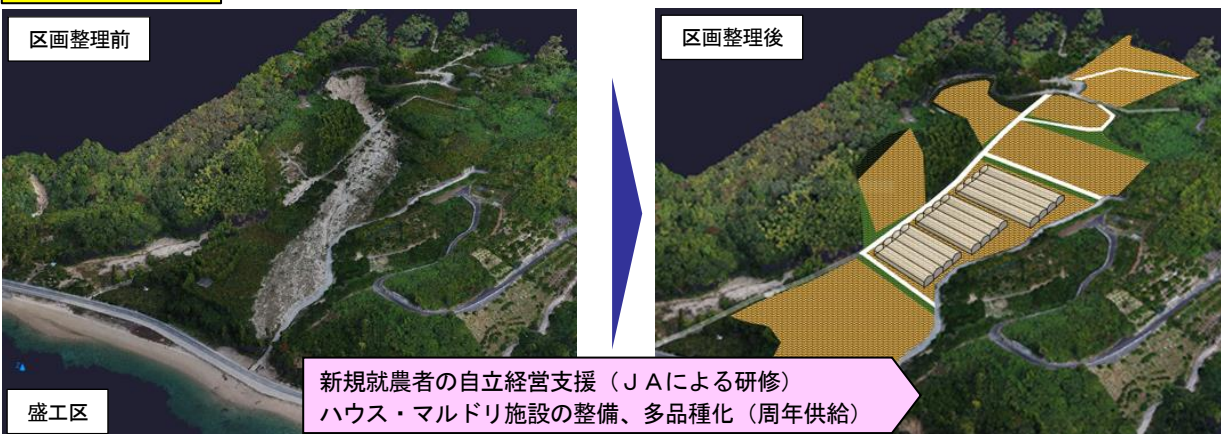 区画整理前
区画整理後
新規就農者の自立経営支援（ＪＡによる研修）
ハウス・マルドリ施設の整備、多品種化（周年供給）
盛工区